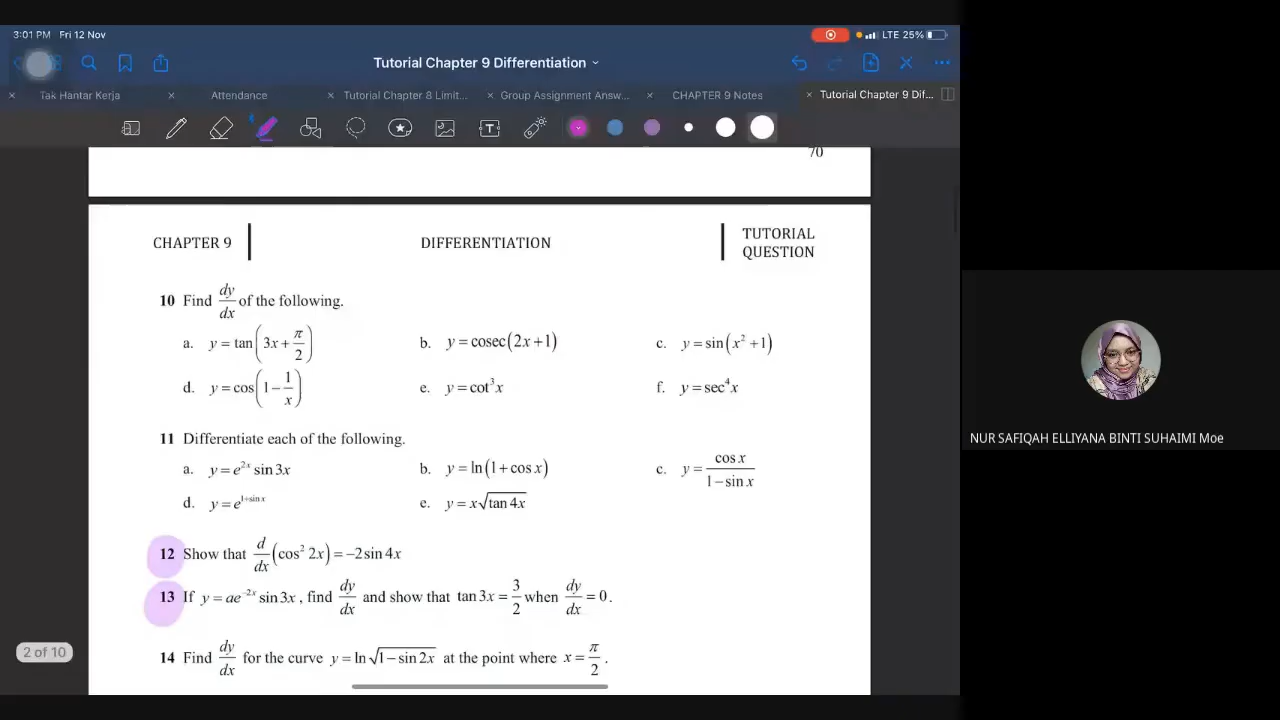 3:01 PM Fri 12 Nov LTE 25%
Tutorial Chapter 9 Differentiation
Tak Hantar Kerja Attendance Tutorial Chapter 8 Limit... Group Assignment Answ... CHAPTER 9 Notes Tutorial Chapter 9 Dif...
70
CHAPTER 9 DIFFERENTIATION TUTORIAL QUESTION
10 Find dy/dx of the following.
a. y = tan(3x + π/2) b. y = cosec(2x+1) c. y = sin(x² +1)
d. y = cos(1 − 1/x) e. y = cot³ x f. y = sec⁴ x
11 Differentiate each of the following.
a. y = e²ˣ sin 3x b. y = ln(1 + cos x) c. y = cos x/(1 − sin x)
d. y = e^(1+sin x) e. y = x√(tan 4x)
12 Show that d/dx (cos² 2x) = −2 sin 4x
13 If y = ae⁻²ˣ sin 3x , find dy/dx and show that tan 3x = 3/2 when dy/dx = 0.
14 Find dy/dx for the curve y = ln √(1 − sin 2x) at the point where x = π/2 .
2 of 10
NUR SAFIQAH ELLIYANA BINTI SUHAIMI Moe